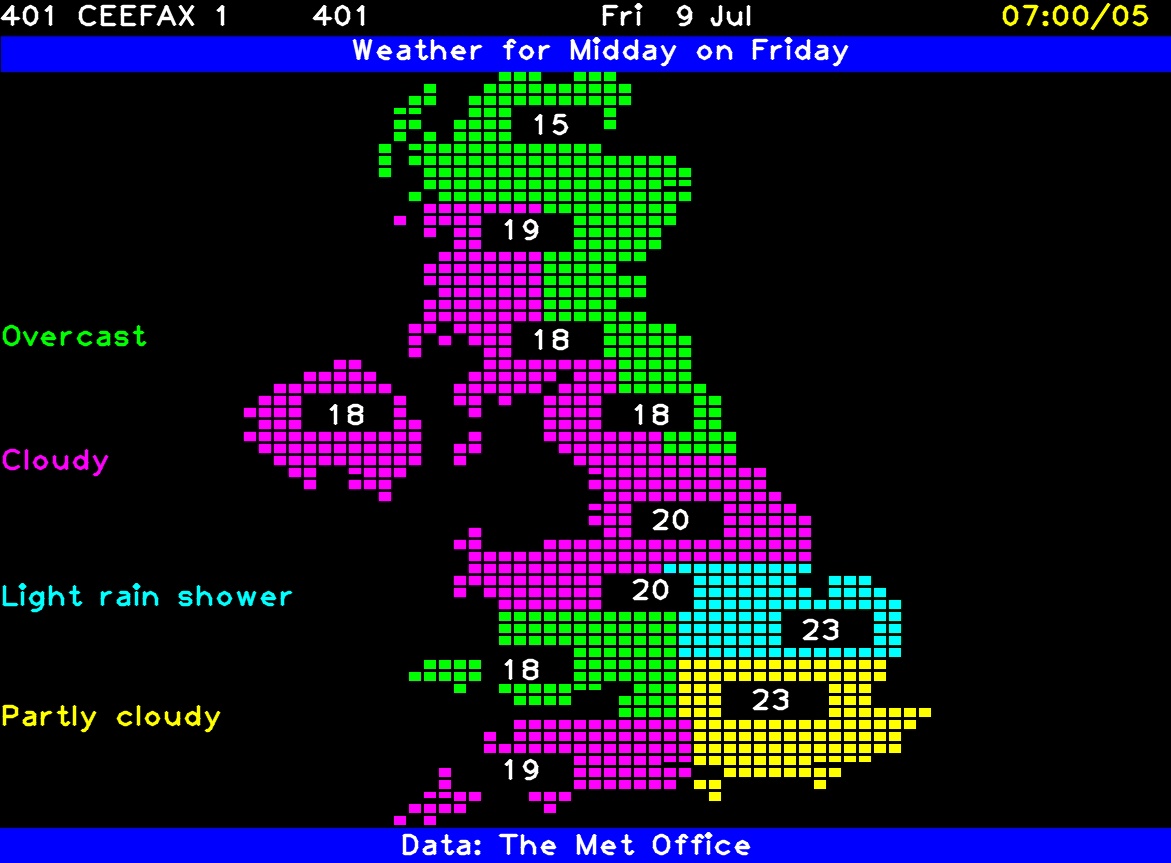 401 CEEFAX 1 401 Fri 9 Jul 07:00/05
Weather for Midday on Friday
15
19
Overcast
18
18 18
Cloudy
20
Light rain shower
20
23
18
Partly cloudy
23
19
Data: The Met Office